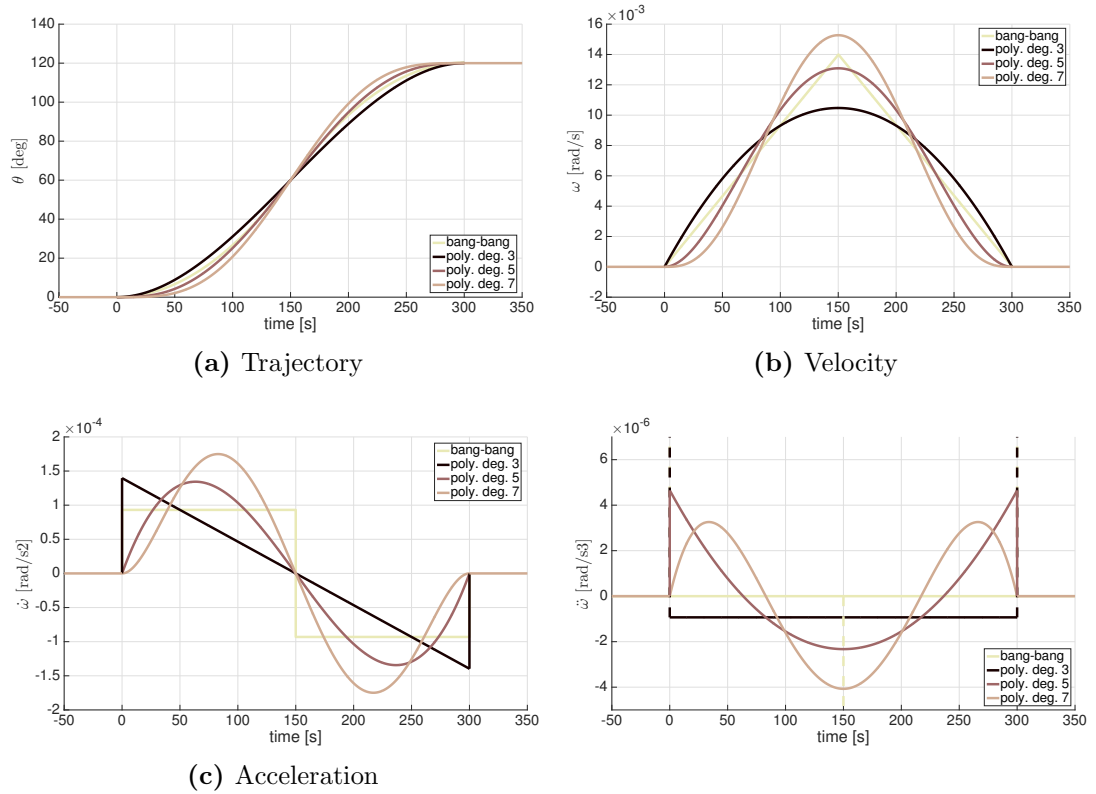 140
120
100
80
60
40
20
0
-50 0 50 100 150 200 250 300 350
θ [deg]
time [s]
bang-bang
poly. deg. 3
poly. deg. 5
poly. deg. 7
(a) Trajectory
×10-3
16
14
12
10
8
6
4
2
0
-2
-50 0 50 100 150 200 250 300 350
ω [rad/s]
time [s]
bang-bang
poly. deg. 3
poly. deg. 5
poly. deg. 7
(b) Velocity
×10-4
2
1.5
1
0.5
0
-0.5
-1
-1.5
-2
-50 0 50 100 150 200 250 300 350
ω̇ [rad/s2]
time [s]
bang-bang
poly. deg. 3
poly. deg. 5
poly. deg. 7
(c) Acceleration
×10-6
6
4
2
0
-2
-4
-50 0 50 100 150 200 250 300 350
ω̈ [rad/s3]
time [s]
bang-bang
poly. deg. 3
poly. deg. 5
poly. deg. 7